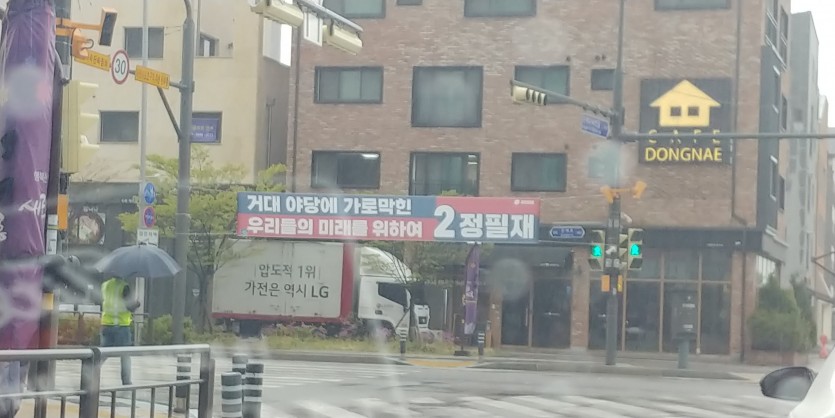 30
CAFE
DONGNAE
거대 야당에 가로막힌
우리들의 미래를 위하여
2 정필재
압도적 1위
가전은 역시 LG